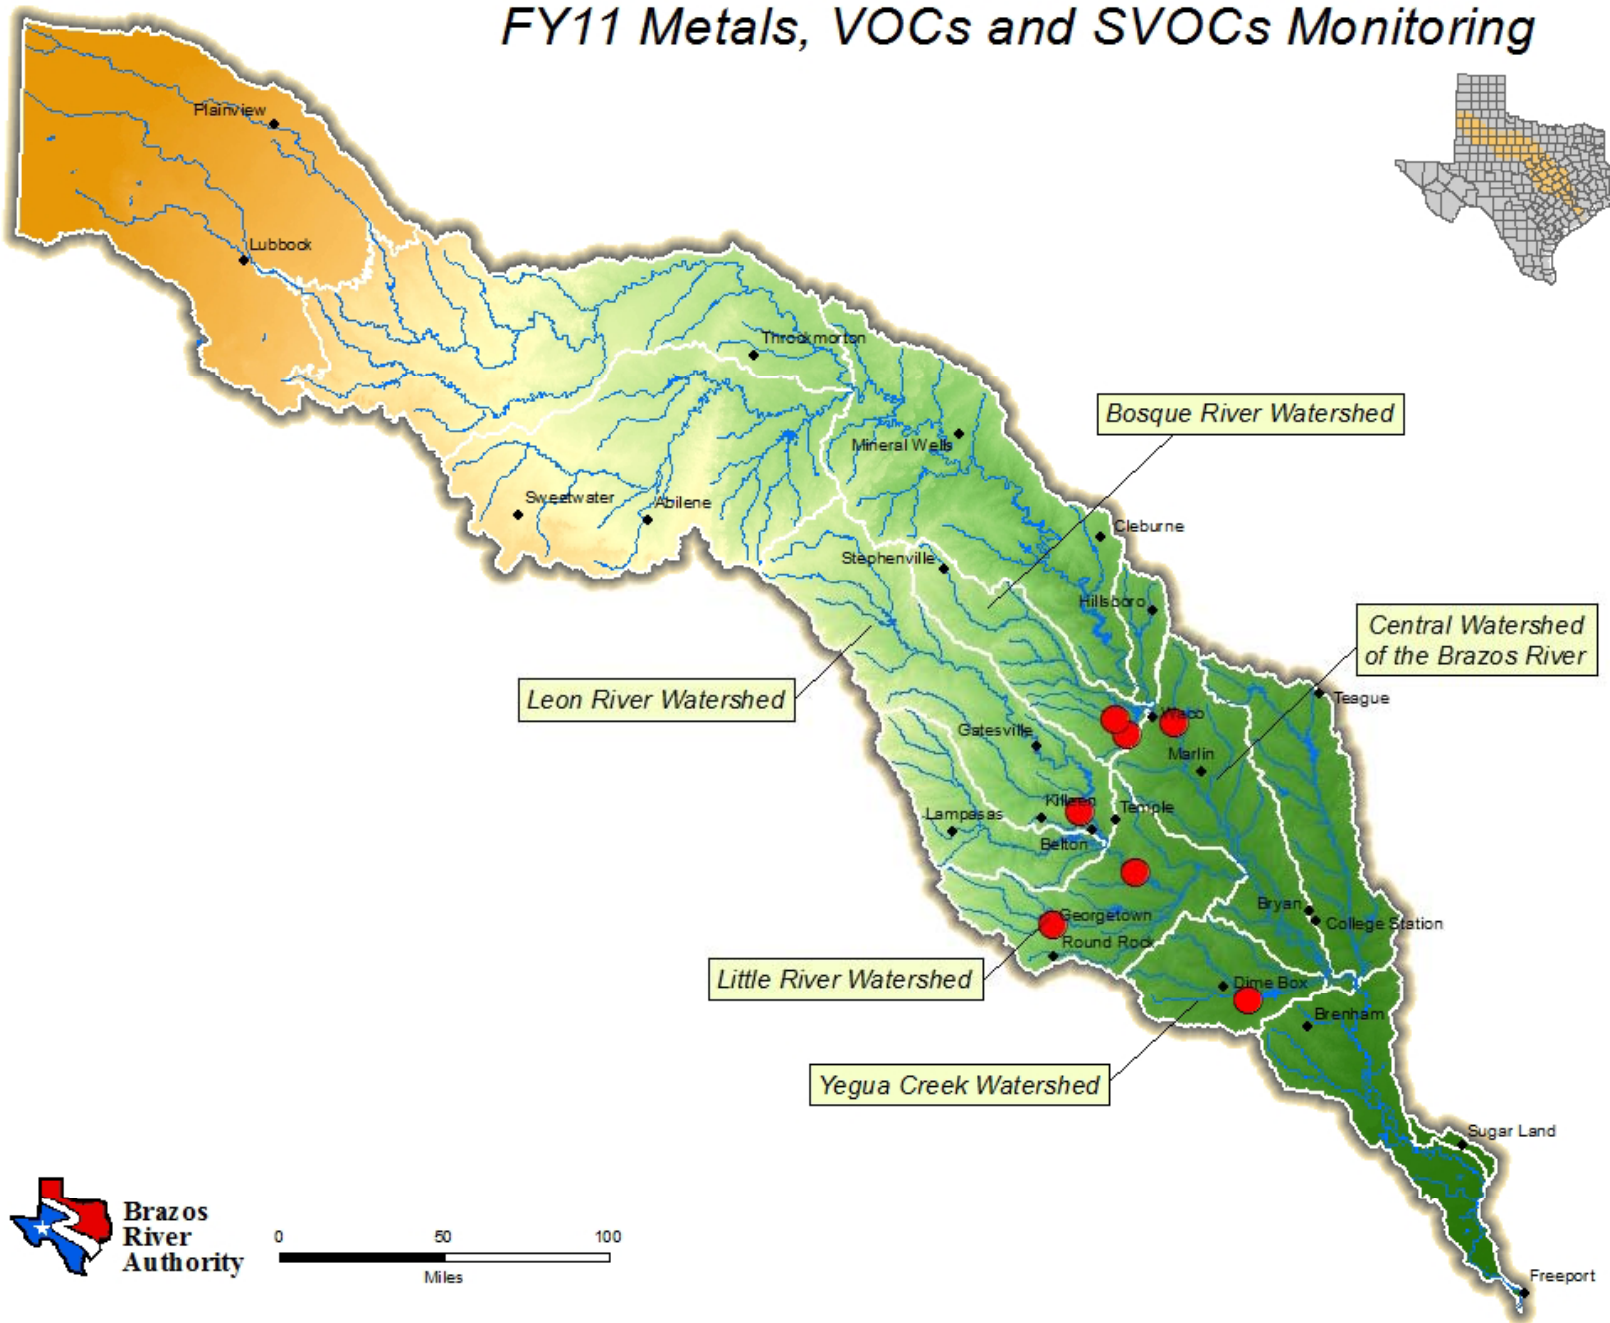 FY11 Metals, VOCs and SVOCs Monitoring
Plainview
Lubbock
Throckmorton
Bosque River Watershed
Mineral Wells
Sweetwater
Abilene
Cleburne
Stephenville
Hillsboro
Central Watershed
of the Brazos River
Leon River Watershed
Teague
Waco
Gatesville
Marlin
Killeen
Temple
Lampasas
Belton
Bryan
Georgetown
College Station
Round Rock
Little River Watershed
Dime Box
Brenham
Yegua Creek Watershed
Sugar Land
Brazos
River
Authority
0 50 100
Miles
Freeport